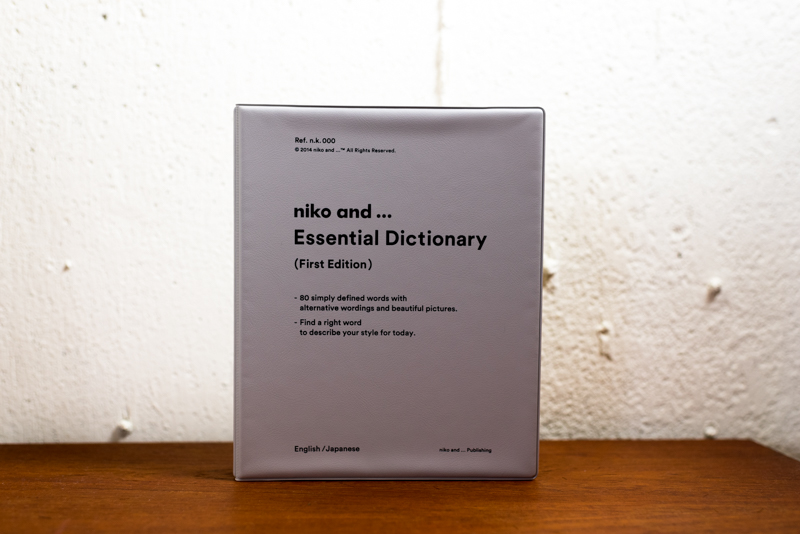 Ref. n.k. 000
© 2014 niko and ...™ All Rights Reserved.
niko and ...
Essential Dictionary
(First Edition)
- 80 simply defined words with
alternative wordings and beautiful pictures.
- Find a right word
to describe your style for today.
English / Japanese
niko and ... Publishing